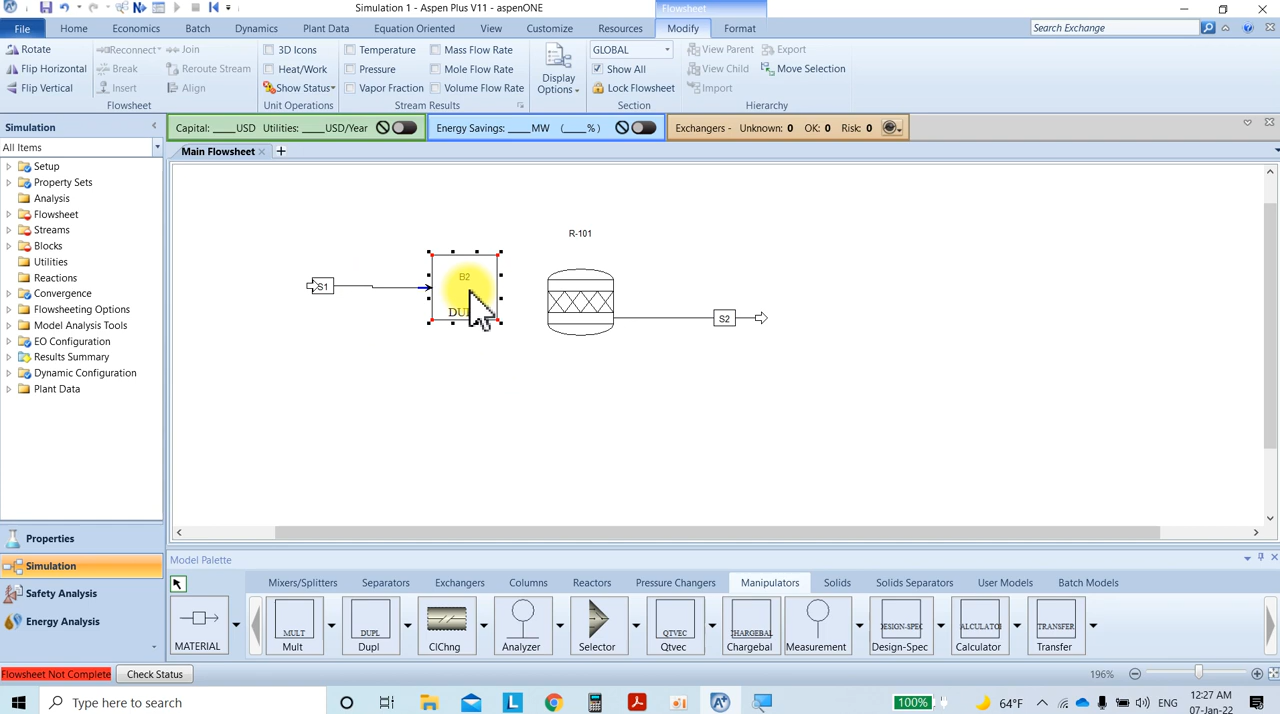 Simulation 1 - Aspen Plus V11 - aspenONE
Flowsheet
File Home Economics Batch Dynamics Plant Data Equation Oriented View Customize Resources Modify Format
Search Exchange
Rotate
Flip Horizontal
Flip Vertical
Reconnect Join
Break Reroute Stream
Insert Align
Flowsheet
3D Icons
Heat/Work
Show Status
Unit Operations
Temperature Mass Flow Rate
Pressure Mole Flow Rate
Vapor Fraction Volume Flow Rate
Stream Results
Display
Options
GLOBAL
Show All
Lock Flowsheet
Section
View Parent Export
View Child Move Selection
Import
Hierarchy
Simulation
All Items
Capital: ____USD Utilities: ____USD/Year
Energy Savings: ____MW (____%)
Exchangers - Unknown: 0 OK: 0 Risk: 0
Main Flowsheet
Setup
Property Sets
Analysis
Flowsheet
Streams
Blocks
Utilities
Reactions
Convergence
Flowsheeting Options
Model Analysis Tools
EO Configuration
Results Summary
Dynamic Configuration
Plant Data
R-101
B2
S1
S2
Properties
Simulation
Safety Analysis
Energy Analysis
Model Palette
Mixers/Splitters Separators Exchangers Columns Reactors Pressure Changers Manipulators Solids Solids Separators User Models Batch Models
MULT DUPL QTVEC CHARGEBAL DESIGN-SPEC TRANSFER
MATERIAL Mult Dupl ClChng Analyzer Selector Qtvec Chargebal Measurement Design-Spec Calculator Transfer
Flowsheet Not Complete Check Status
196%
Type here to search
100%
64°F
ENG
12:27 AM
07-Jan-22